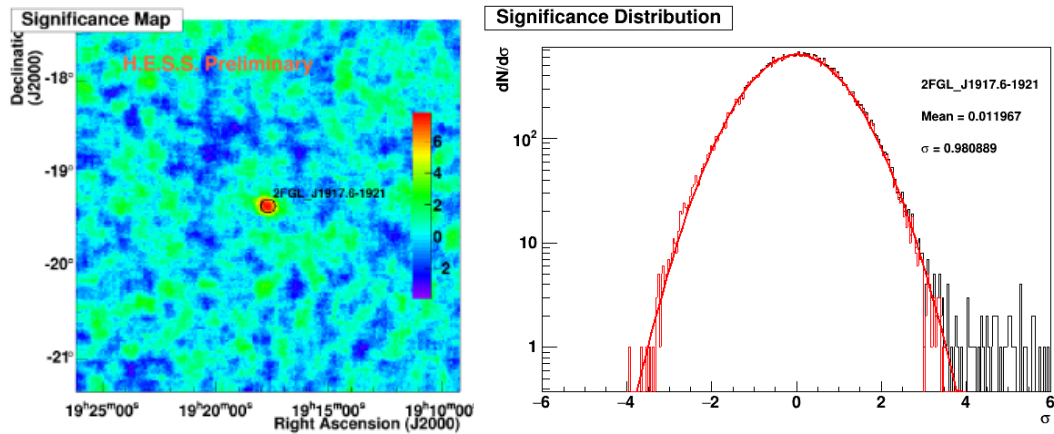 Significance Map
Declinatio
(J2000)
H.E.S.S. Preliminary
-18°
-19°
-20°
-21°
2FGL_J1917.6-1921
6
4
2
0
2
19ʰ25ᵐ00ˢ
19ʰ20ᵐ00ˢ
19ʰ15ᵐ00ˢ
19ʰ10ᵐ00ˢ
Right Ascension (J2000)
Significance Distribution
dN/dσ
10²
10
1
2FGL_J1917.6-1921
Mean = 0.011967
σ = 0.980889
−6
−4
−2
0
2
4
6
σ